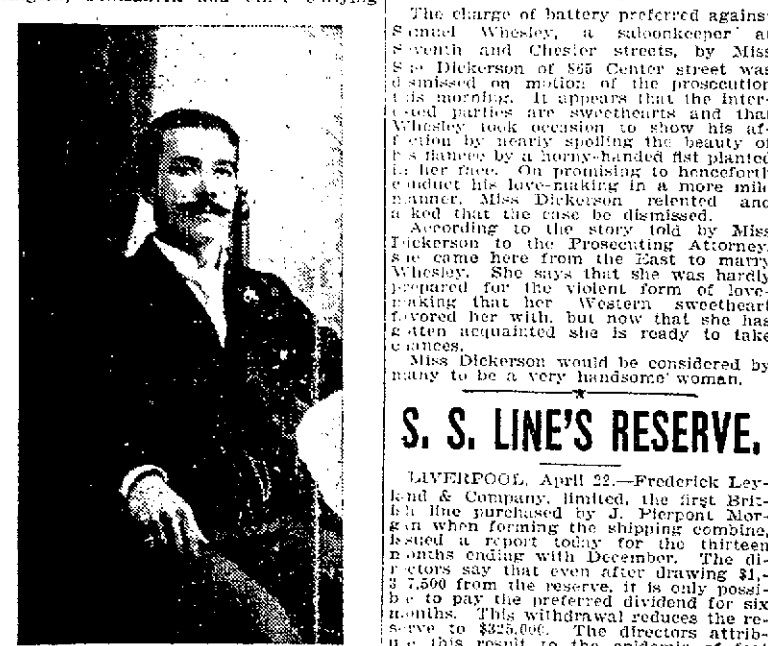 The charge of battery preferred against
Samuel Whesley, a saloonkeeper at
Seventh and Chester streets, by Miss
Sue Dickerson of 865 Center street was
dismissed on motion of the prosecution
this morning. It appears that the inter-
ested parties are sweethearts and that
Whesley took occasion to show his af-
fection by nearly spoiling the beauty of
his fiancee by a horny-handed fist planted
in her face. On promising to henceforth
conduct his love-making in a more mild
manner, Miss Dickerson relented and
asked that the case be dismissed.
According to the story told by Miss
Dickerson to the Prosecuting Attorney,
she came here from the East to marry
Whesley. She says that she was hardly
prepared for the violent form of love-
making that her Western sweetheart
favored her with, but now that she has
gotten acquainted she is ready to take
chances.
Miss Dickerson would be considered by
many to be a very handsome woman.
S. S. LINE'S RESERVE.
LIVERPOOL, April 22.—Frederick Ley-
land & Company, limited, the first Brit-
ish line purchased by J. Pierpont Mor-
gan when forming the shipping combine,
issued a report today for the thirteen
months ending with December. The di-
rectors say that even after drawing $1,-
3 7,500 from the reserve, it is only possi-
ble to pay the preferred dividend for six
months. This withdrawal reduces the re-
serve to $325,000. The directors attrib-
ute this result to the epidemic of